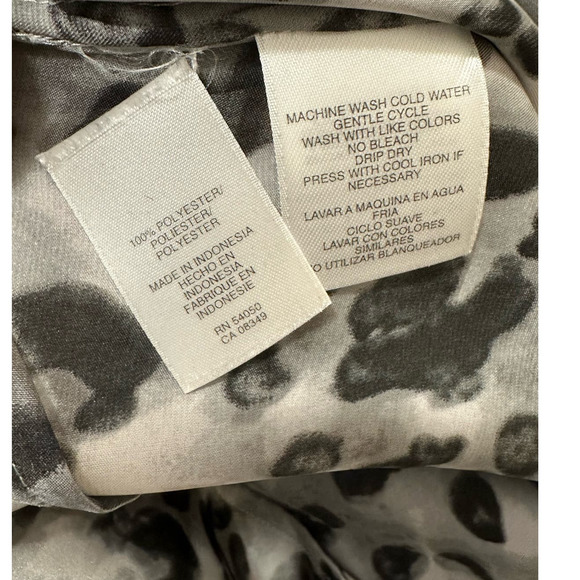 100% POLYESTER/
POLIESTER/
POLYESTER
MADE IN INDONESIA
HECHO EN
INDONESIA
FABRIQUE EN
INDONESIE
RN 54050
CA 08349
MACHINE WASH COLD WATER
GENTLE CYCLE
WASH WITH LIKE COLORS
NO BLEACH
DRIP DRY
PRESS WITH COOL IRON IF
NECESSARY
LAVAR A MAQUINA EN AGUA
FRIA
CICLO SUAVE
LAVAR CON COLORES
SIMILARES
O UTILIZAR BLANQUEADOR